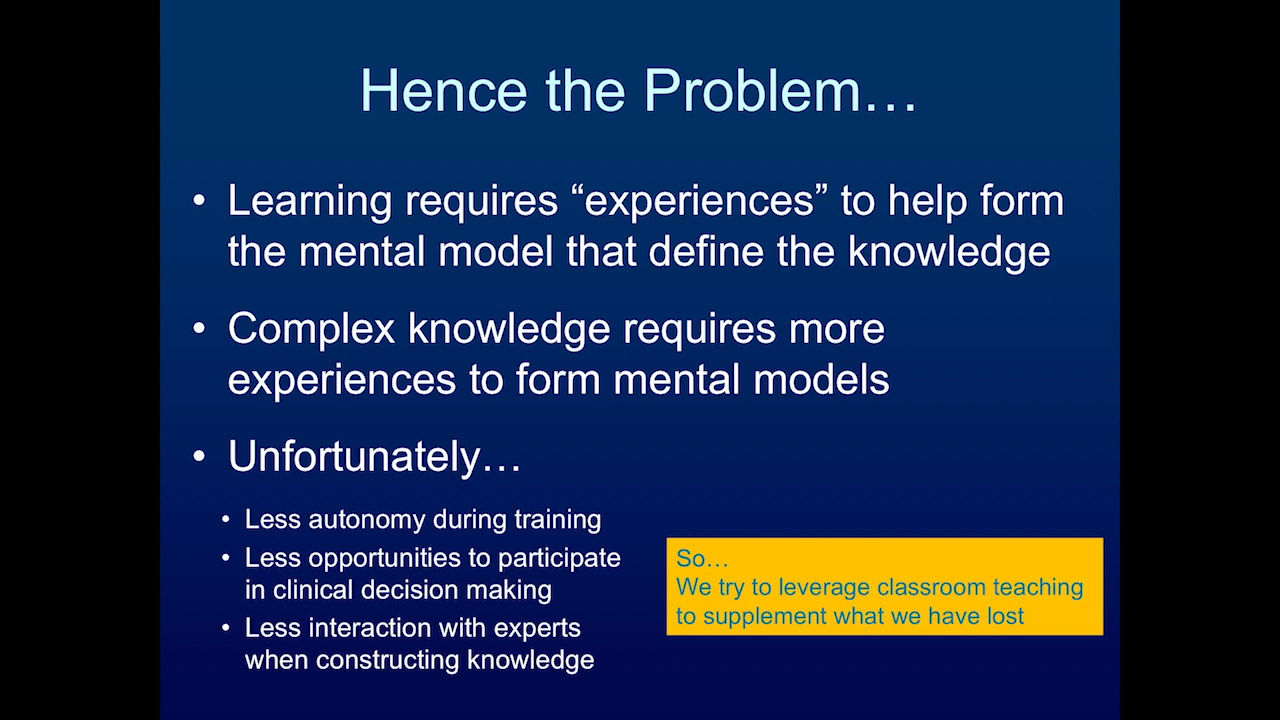 Hence the Problem…
• Learning requires “experiences” to help form
the mental model that define the knowledge
• Complex knowledge requires more
experiences to form mental models
• Unfortunately…
• Less autonomy during training
• Less opportunities to participate
in clinical decision making
• Less interaction with experts
when constructing knowledge
So…
We try to leverage classroom teaching
to supplement what we have lost